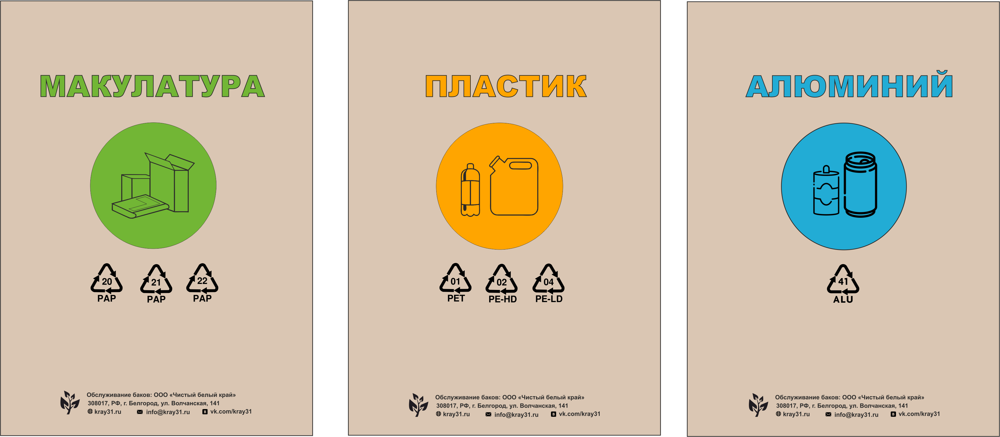 МАКУЛАТУРА
20
PAP
21
PAP
22
PAP
Обслуживание баков: ООО «Чистый белый край»
308017, РФ, г. Белгород, ул. Волчанская, 141
kray31.ru info@kray31.ru vk.com/kray31
ПЛАСТИК
01
PET
02
PE-HD
04
PE-LD
Обслуживание баков: ООО «Чистый белый край»
308017, РФ, г. Белгород, ул. Волчанская, 141
kray31.ru info@kray31.ru vk.com/kray31
АЛЮМИНИЙ
41
ALU
Обслуживание баков: ООО «Чистый белый край»
308017, РФ, г. Белгород, ул. Волчанская, 141
kray31.ru info@kray31.ru vk.com/kray31